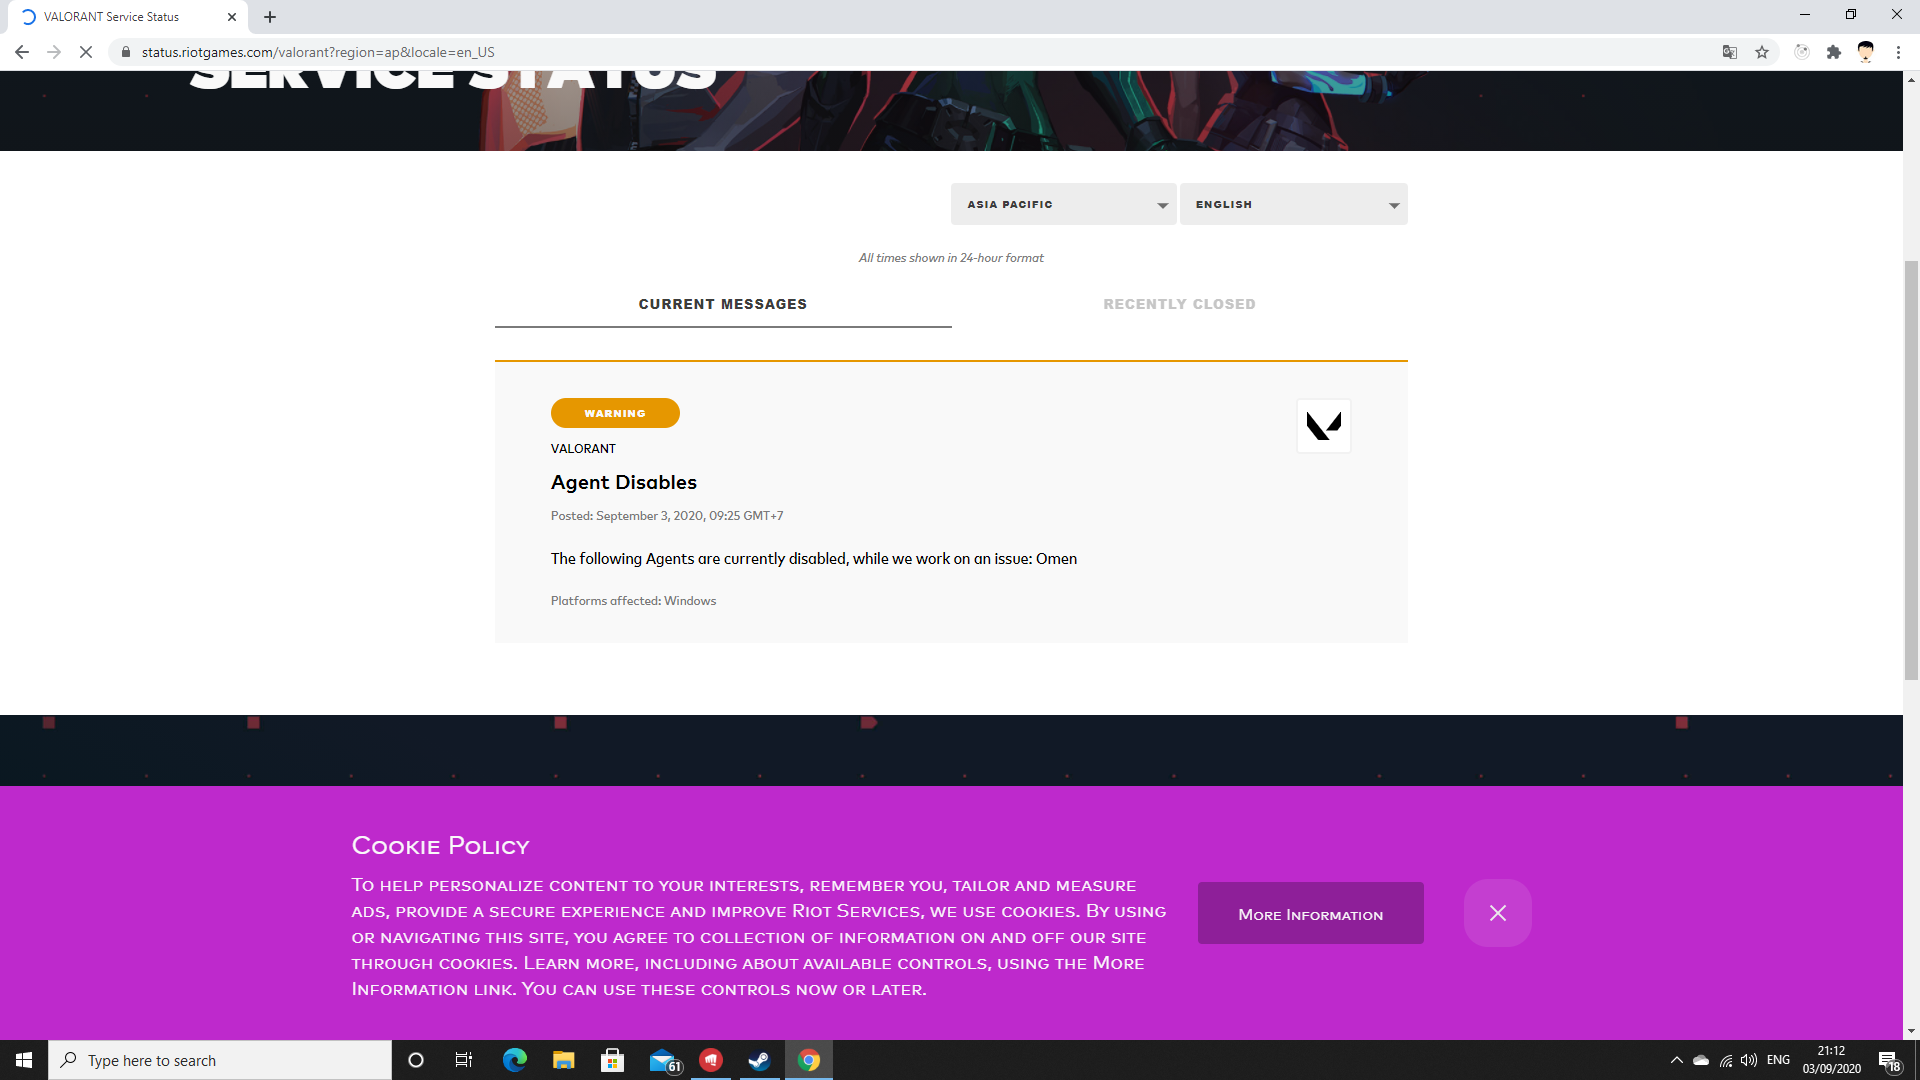 VALORANT Service Status
status.riotgames.com/valorant?region=ap&locale=en_US
SERVICE STATUS
ASIA PACIFIC
ENGLISH
All times shown in 24-hour format
CURRENT MESSAGES
RECENTLY CLOSED
WARNING
VALORANT
Agent Disables
Posted: September 3, 2020, 09:25 GMT+7
The following Agents are currently disabled, while we work on an issue: Omen
Platforms affected: Windows
Cookie Policy
To help personalize content to your interests, remember you, tailor and measure
ads, provide a secure experience and improve Riot Services, we use cookies. By using
or navigating this site, you agree to collection of information on and off our site
through cookies. Learn more, including about available controls, using the More
Information link. You can use these controls now or later.
More Information
Type here to search
61
ENG
21:12
03/09/2020
18